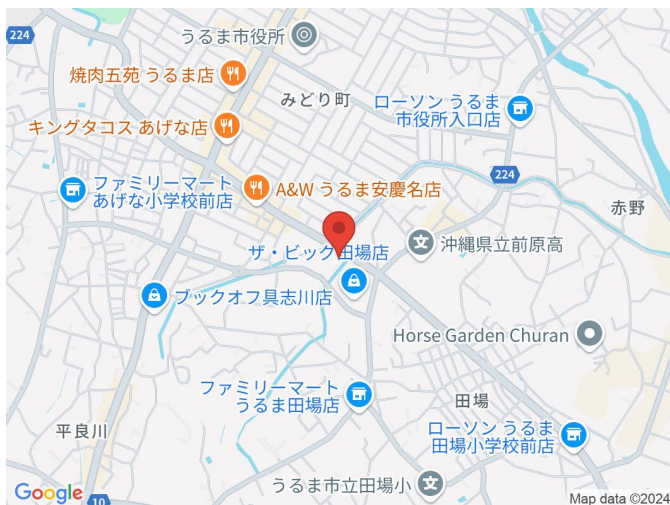 うるま市役所
224
焼肉五苑 うるま店
みどり町
ローソン うるま
市役所入口店
キングタコス あげな店
ファミリーマート
あげな小学校前店
A&W うるま安慶名店
224
赤野
ザ・ビック田場店
沖縄県立前原高
ブックオフ具志川店
Horse Garden Churan
ファミリーマート
うるま田場店
田場
平良川
ローソン うるま
田場小学校前店
うるま市立田場小
Google
10
Map data ©2024